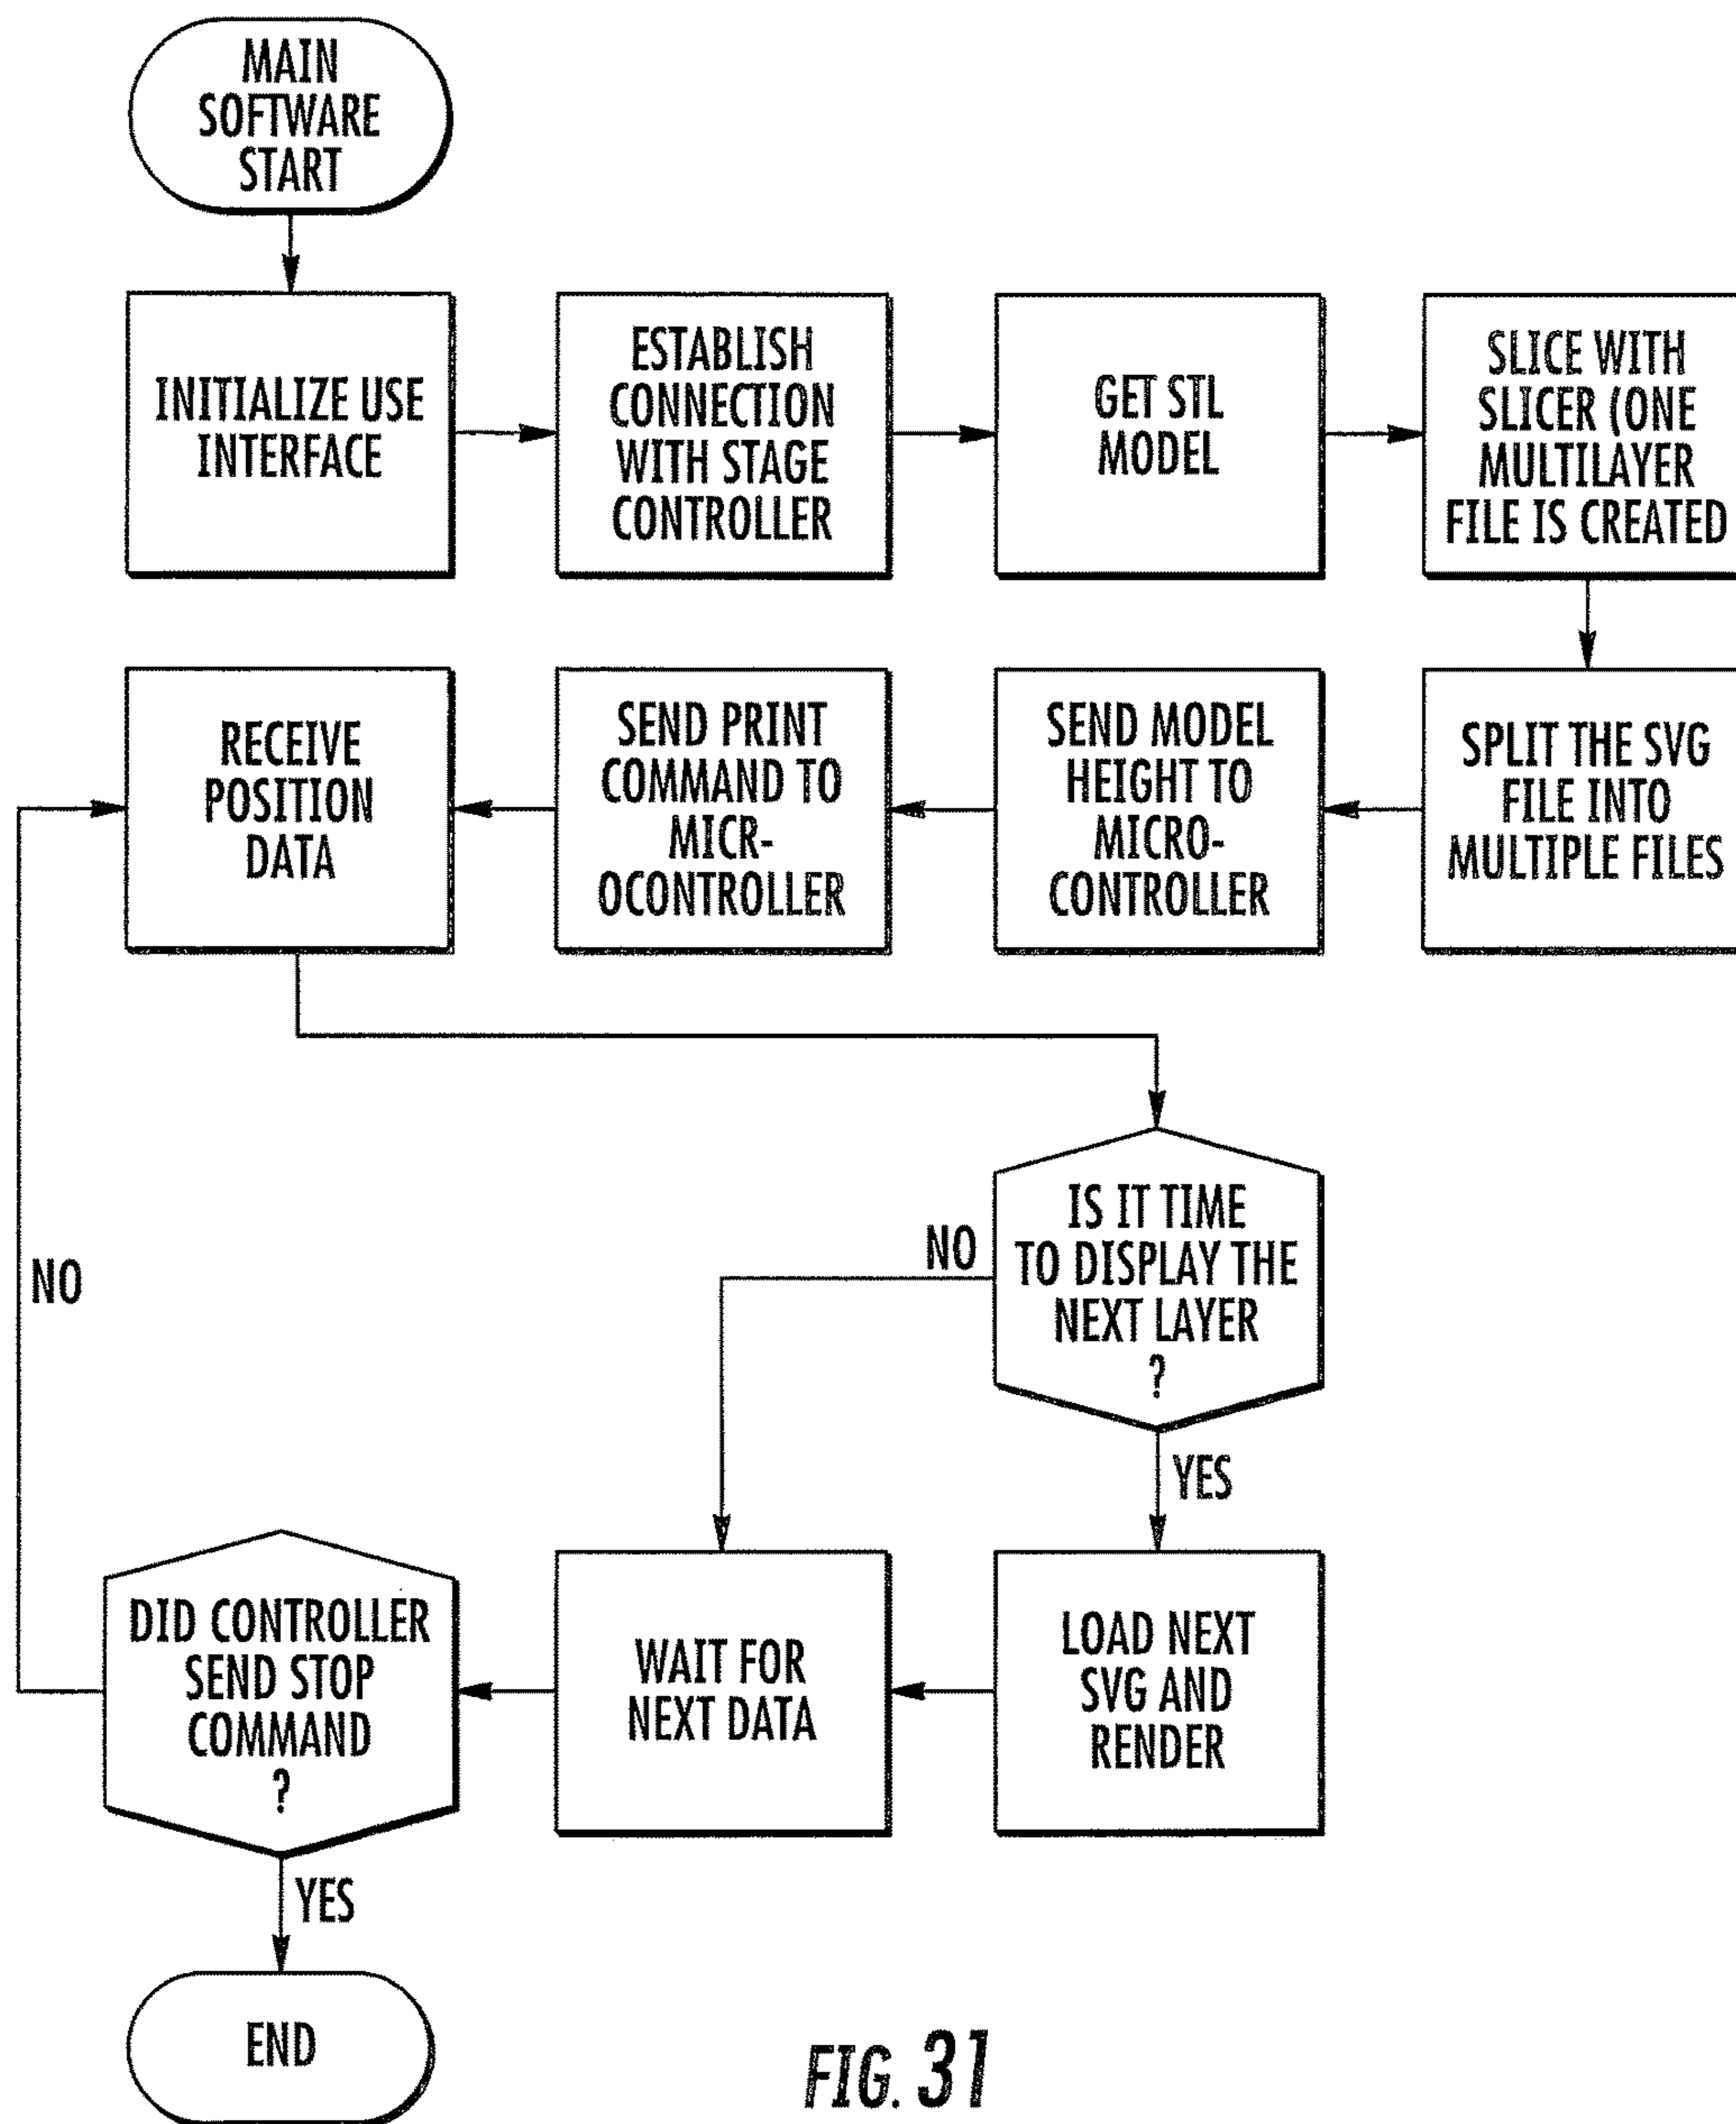 MAIN
SOFTWARE
START
INITIALIZE USE
INTERFACE
ESTABLISH
CONNECTION
WITH STAGE
CONTROLLER
GET STL
MODEL
SLICE WITH
SLICER (ONE
MULTILAYER
FILE IS CREATED
SPLIT THE SVG
FILE INTO
MULTIPLE FILES
SEND MODEL
HEIGHT TO
MICRO-
CONTROLLER
SEND PRINT
COMMAND TO
MICR-
OCONTROLLER
RECEIVE
POSITION
DATA
IS IT TIME
TO DISPLAY THE
NEXT LAYER
?
NO
YES
LOAD NEXT
SVG AND
RENDER
WAIT FOR
NEXT DATA
DID CONTROLLER
SEND STOP
COMMAND
?
NO
YES
END
FIG. 31